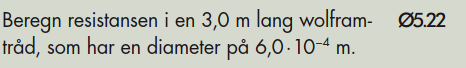 Beregn resistansen i en 3,0 m lang wolfram- Ø5.22
tråd, som har en diameter på 6,0 · 10⁻⁴ m.